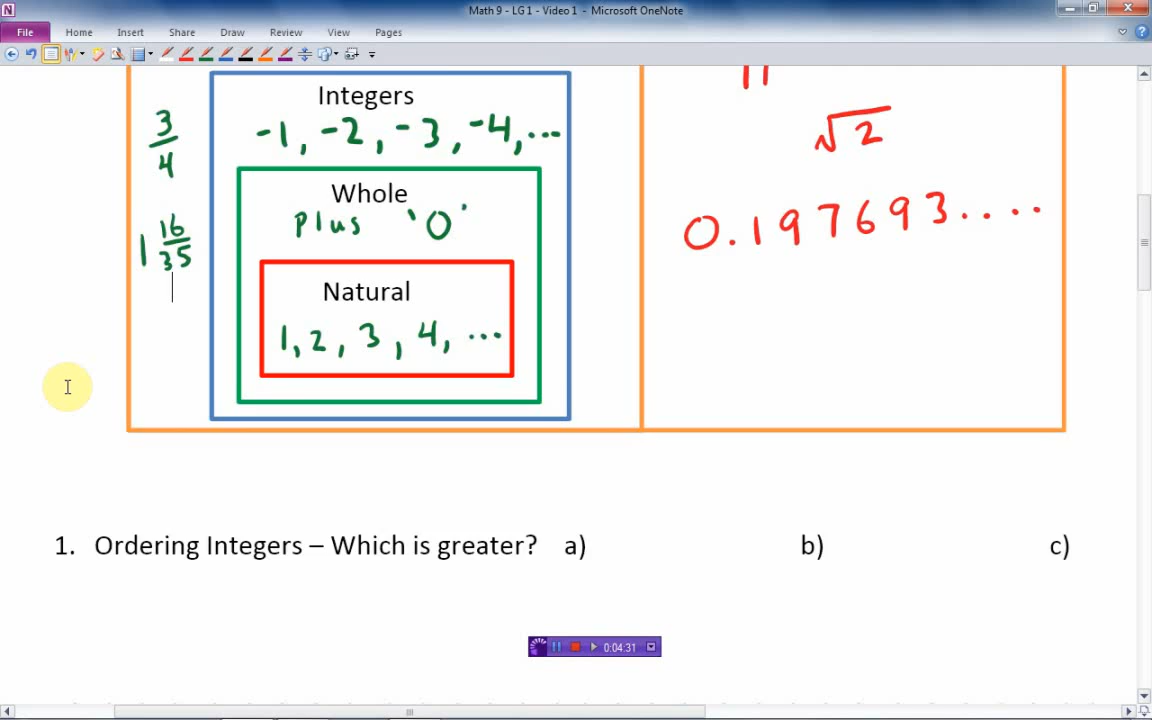 Math 9 - LG 1 - Video 1 - Microsoft OneNote
File Home Insert Share Draw Review View Pages
Integers
-1, -2, -3, -4, ...
3/4
√2
Whole
plus '0'
0.197693....
1 16/35
Natural
1, 2, 3, 4, ...
1. Ordering Integers – Which is greater? a) b) c)
0:04:31